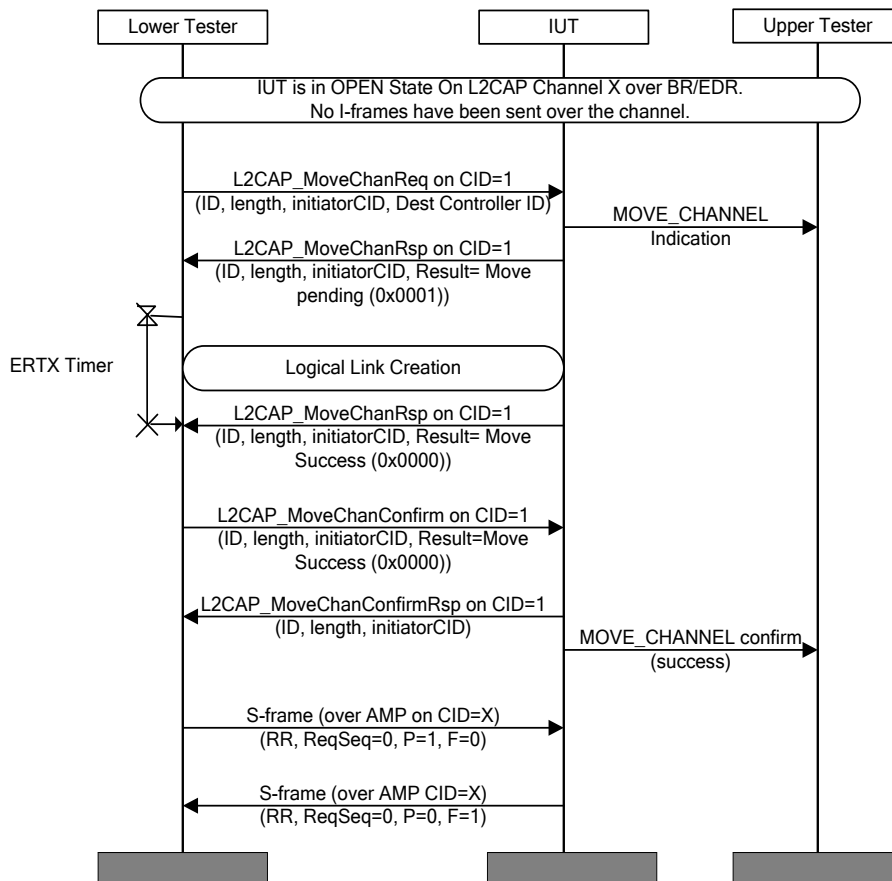 Lower Tester
IUT
Upper Tester
IUT is in OPEN State On L2CAP Channel X over BR/EDR.
No I-frames have been sent over the channel.
L2CAP_MoveChanReq on CID=1
(ID, length, initiatorCID, Dest Controller ID)
MOVE_CHANNEL
Indication
L2CAP_MoveChanRsp on CID=1
(ID, length, initiatorCID, Result= Move
pending (0x0001))
ERTX Timer
Logical Link Creation
L2CAP_MoveChanRsp on CID=1
(ID, length, initiatorCID, Result= Move
Success (0x0000))
L2CAP_MoveChanConfirm on CID=1
(ID, length, initiatorCID, Result=Move
Success (0x0000))
L2CAP_MoveChanConfirmRsp on CID=1
(ID, length, initiatorCID)
MOVE_CHANNEL confirm
(success)
S-frame (over AMP on CID=X)
(RR, ReqSeq=0, P=1, F=0)
S-frame (over AMP CID=X)
(RR, ReqSeq=0, P=0, F=1)